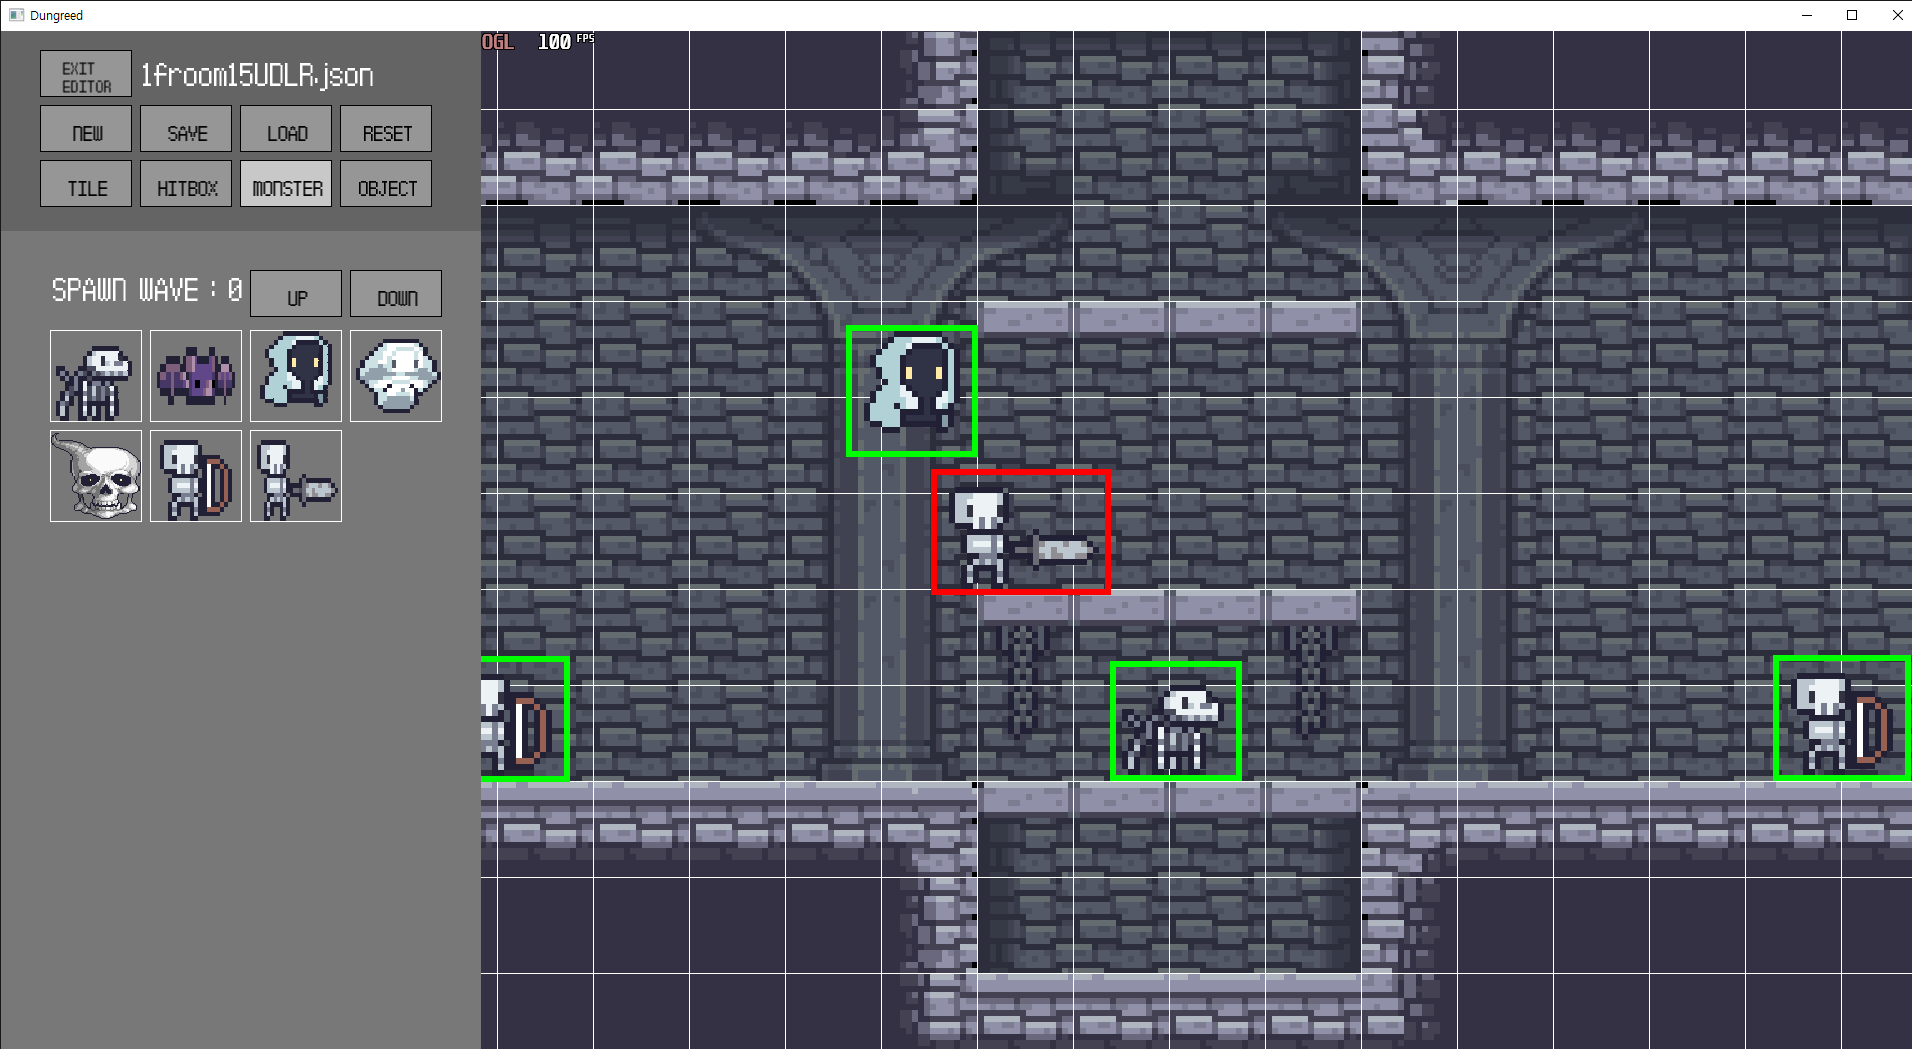 Dungreed
OGL 100 FPS
EXIT
EDITOR
1froom15UDLR.json
NEW SAVE LOAD RESET
TILE HITBOX MONSTER OBJECT
SPAWN WAVE : 0 UP DOWN